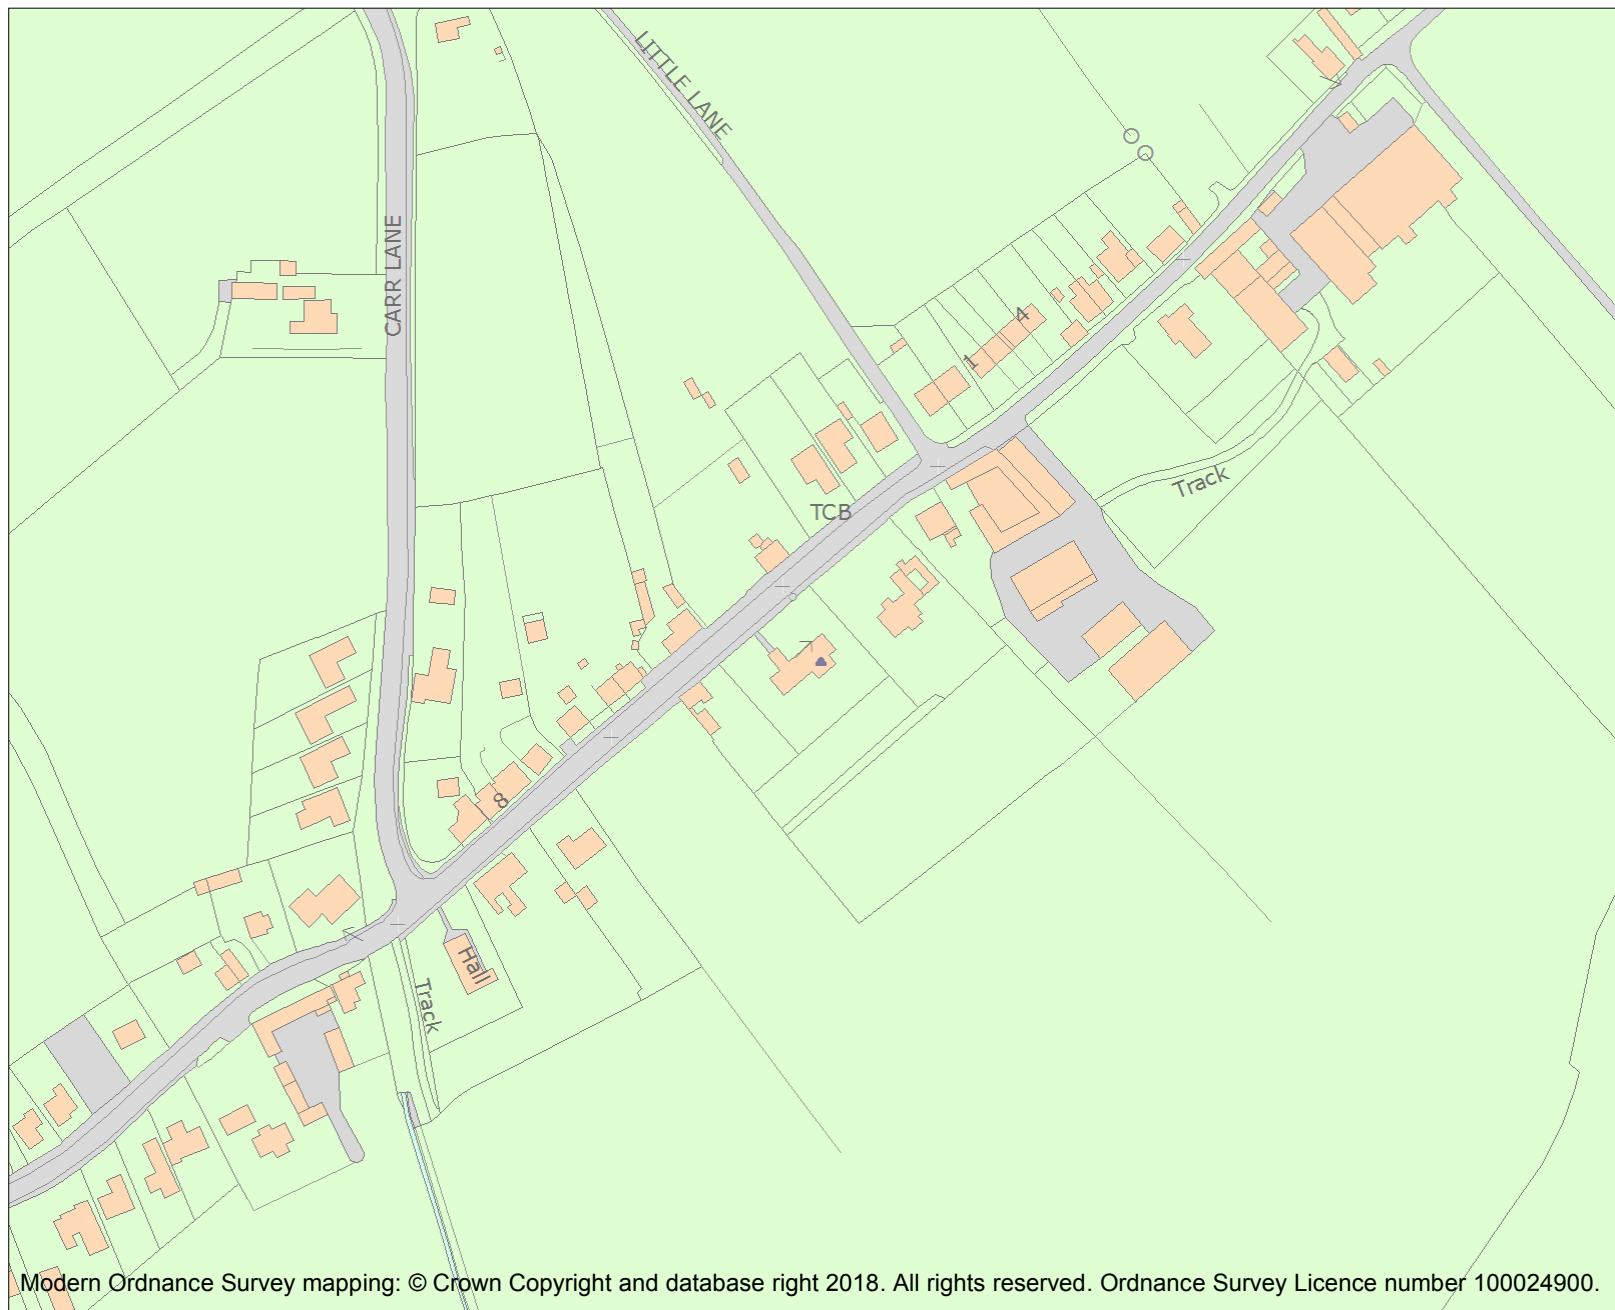 LITTLE LANE
CARR LANE
4
1
Track
TCB
8
Hall
Track
Modern Ordnance Survey mapping: © Crown Copyright and database right 2018. All rights reserved. Ordnance Survey Licence number 100024900.